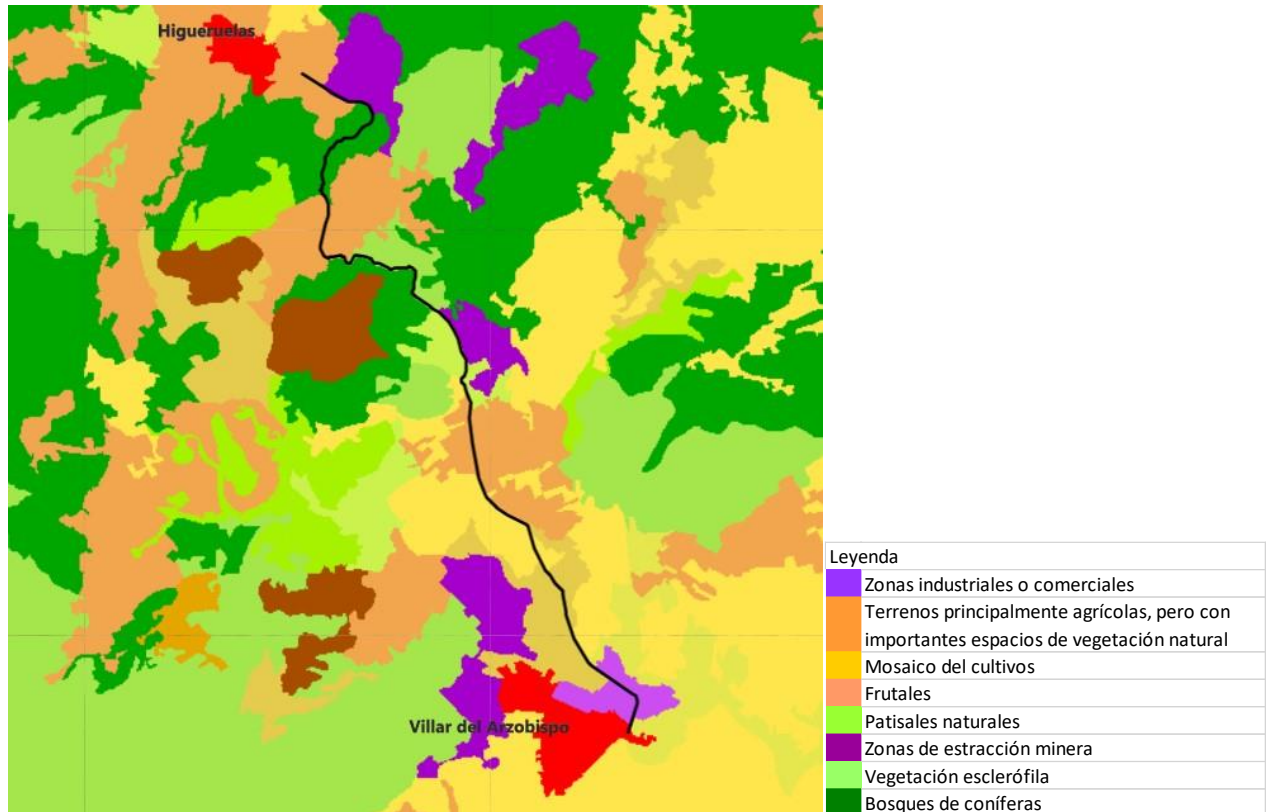 Higueruelas
Villar del Arzobispo
Leyenda
Zonas industriales o comerciales
Terrenos principalmente agrícolas, pero con
importantes espacios de vegetación natural
Mosaico del cultivos
Frutales
Patisales naturales
Zonas de estracción minera
Vegetación esclerófila
Bosques de coníferas